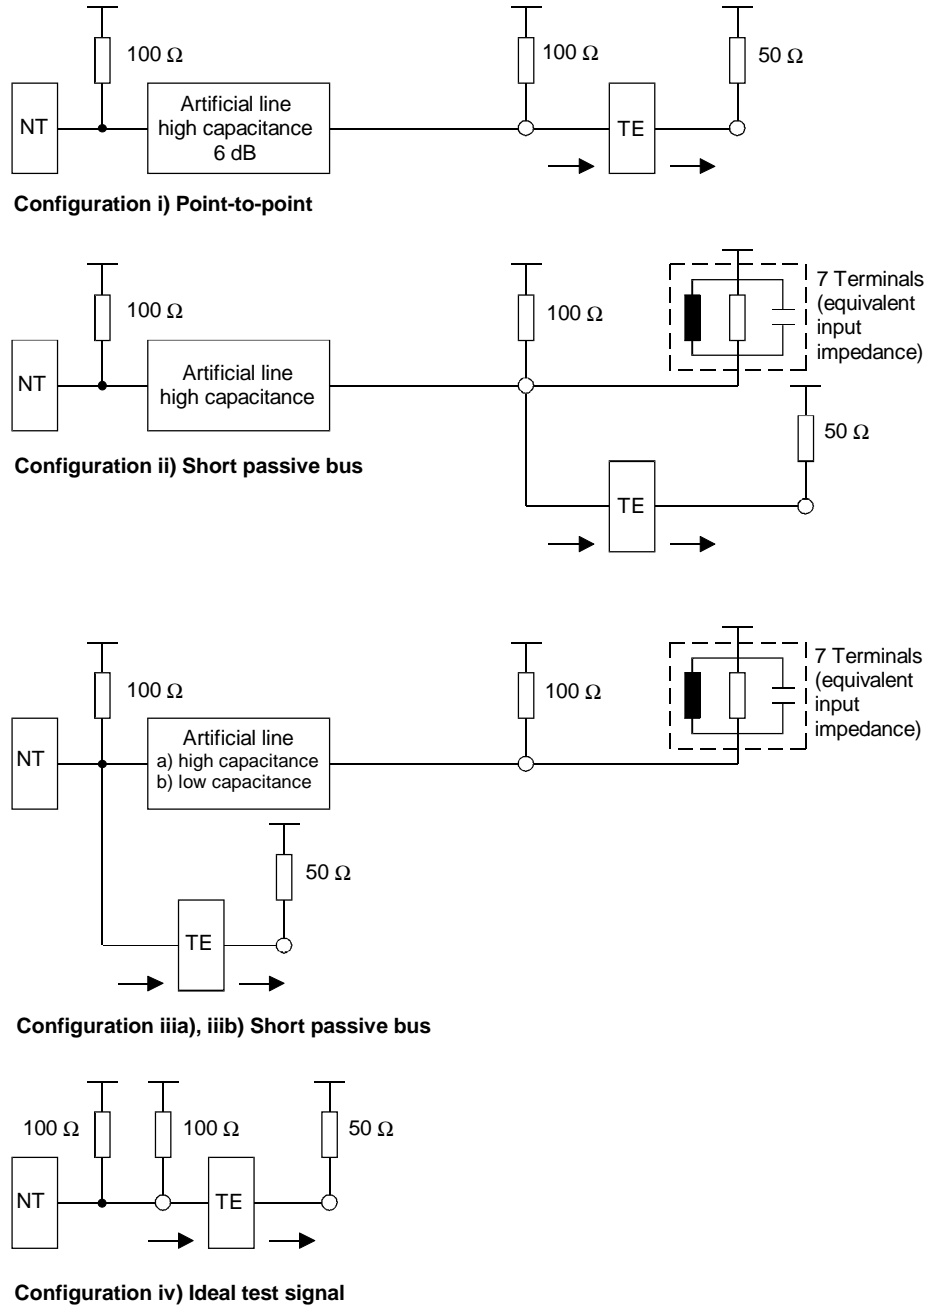 100 Ω
100 Ω
50 Ω
NT
Artificial line
high capacitance
6 dB
TE
Configuration i) Point-to-point
100 Ω
100 Ω
7 Terminals
(equivalent
input
impedance)
NT
Artificial line
high capacitance
50 Ω
Configuration ii) Short passive bus
TE
100 Ω
100 Ω
7 Terminals
(equivalent
input
impedance)
NT
Artificial line
a) high capacitance
b) low capacitance
50 Ω
TE
Configuration iiia), iiib) Short passive bus
100 Ω
100 Ω
50 Ω
NT
TE
Configuration iv) Ideal test signal